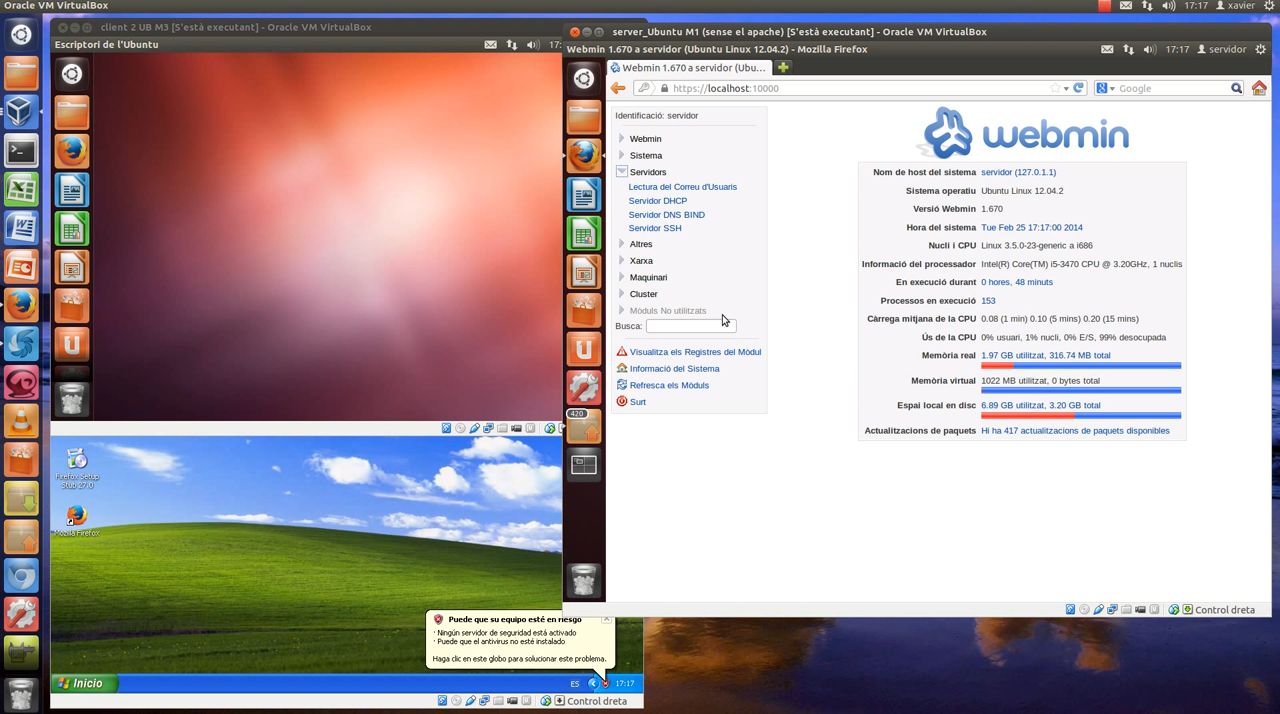 Oracle VM VirtualBox
17:17 xavier
client 2 UB M3 [S'està executant] - Oracle VM VirtualBox
Escriptori de l'Ubuntu
server_Ubuntu M1 (sense el apache) [S'està executant] - Oracle VM VirtualBox
Webmin 1.670 a servidor (Ubuntu Linux 12.04.2) - Mozilla Firefox
17:17 servidor
Webmin 1.670 a servidor (Ubu...
https://localhost:10000
Google
Identificació: servidor
Webmin
Sistema
Servidors
Lectura del Correu d'Usuaris
Servidor DHCP
Servidor DNS BIND
Servidor SSH
Altres
Xarxa
Maquinari
Cluster
Mòduls No utilitzats
Busca:
Visualitza els Registres del Mòdul
Informació del Sistema
Refresca els Mòduls
Surt
webmin
Nom de host del sistema servidor (127.0.1.1)
Sistema operatiu Ubuntu Linux 12.04.2
Versió Webmin 1.670
Hora del sistema Tue Feb 25 17:17:00 2014
Nucli i CPU Linux 3.5.0-23-generic a i686
Informació del processador Intel(R) Core(TM) i5-3470 CPU @ 3.20GHz, 1 nuclis
En execució durant 0 hores, 48 minuts
Processos en execució 153
Càrrega mitjana de la CPU 0.08 (1 min) 0.10 (5 mins) 0.20 (15 mins)
Ús de la CPU 0% usuari, 1% nucli, 0% E/S, 99% desocupada
Memòria real 1.97 GB utilitzat, 316.74 MB total
Memòria virtual 1022 MB utilitzat, 0 bytes total
Espai local en disc 6.89 GB utilitzat, 3.20 GB total
Actualitzacions de paquets Hi ha 417 actualitzacions de paquets disponibles
420
Control dreta
Firefox Setup
Stub 27.0
Mozilla Firefox
Puede que su equipo esté en riesgo
· Ningún servidor de seguridad está activado
· Puede que el antivirus no esté instalado
Haga clic en este globo para solucionar este problema.
Inicio
ES
17:17
Control dreta